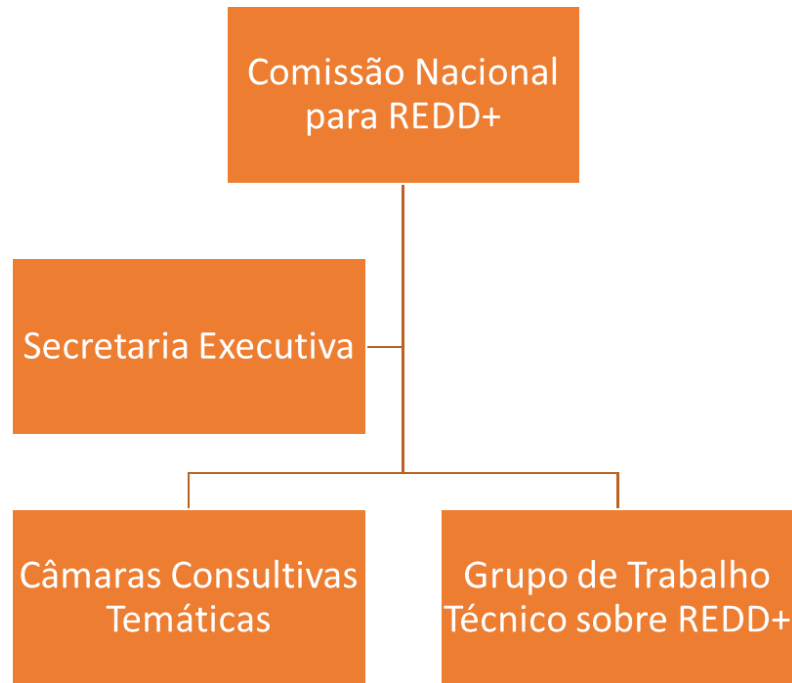 Comissão Nacional
para REDD+
Secretaria Executiva
Câmaras Consultivas
Temáticas
Grupo de Trabalho
Técnico sobre REDD+